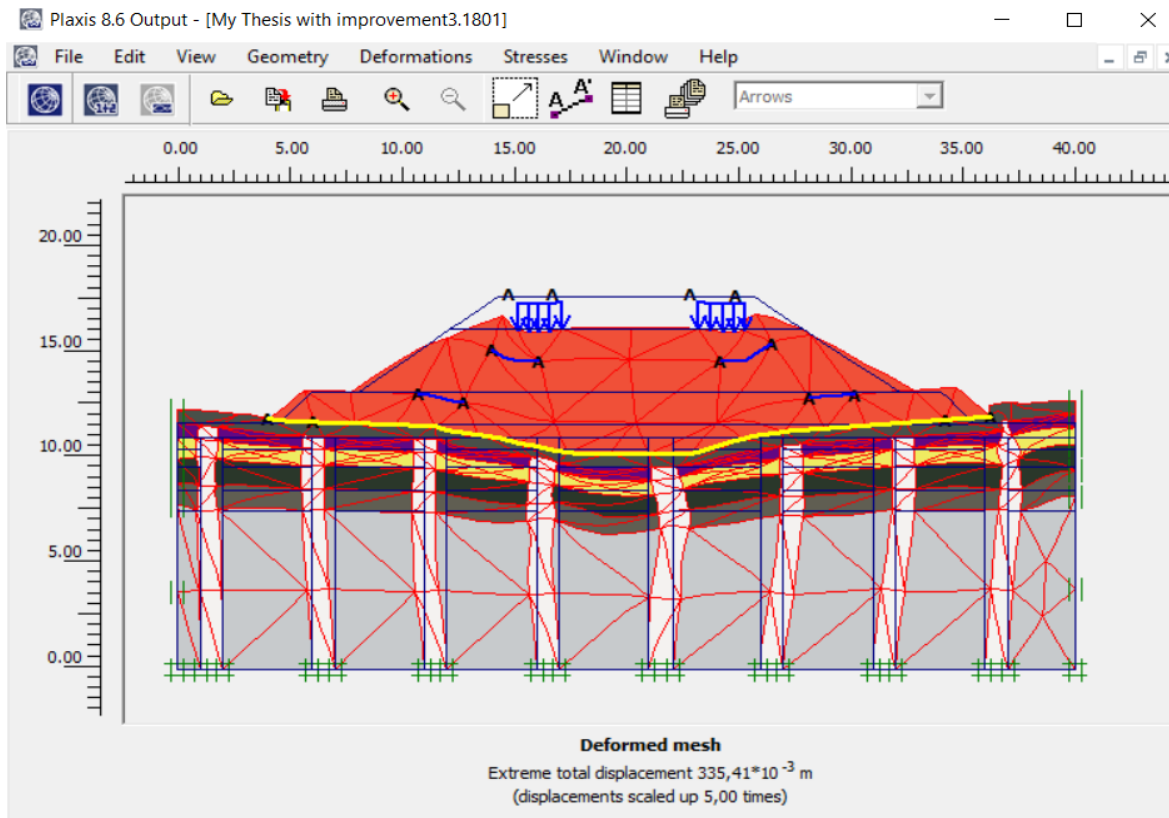 Plaxis 8.6 Output - [My Thesis with improvement3.1801]
File Edit View Geometry Deformations Stresses Window Help
Arrows
0.00 5.00 10.00 15.00 20.00 25.00 30.00 35.00 40.00
20.00
15.00
10.00
5.00
0.00
A A A A
A A A A
A A A A
A A A A
Deformed mesh
Extreme total displacement 335,41*10 -3 m
(displacements scaled up 5,00 times)